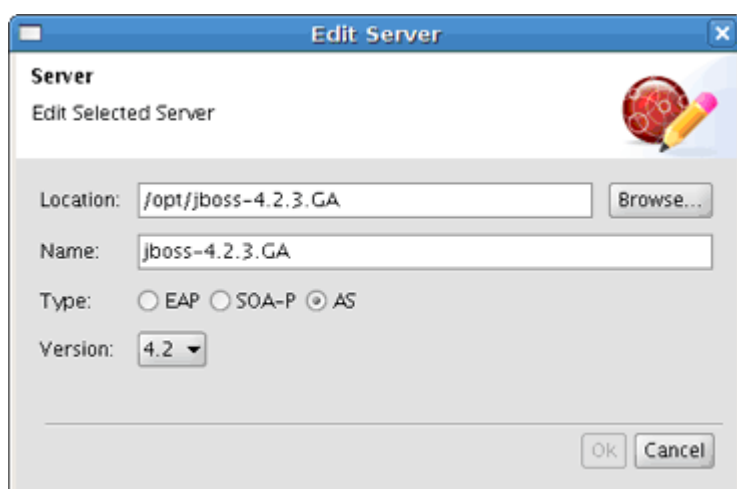 Edit Server
Server
Edit Selected Server
Location: /opt/jboss-4.2.3.GA Browse...
Name: jboss-4.2.3.GA
Type: EAP SOA-P AS
Version: 4.2
Ok Cancel